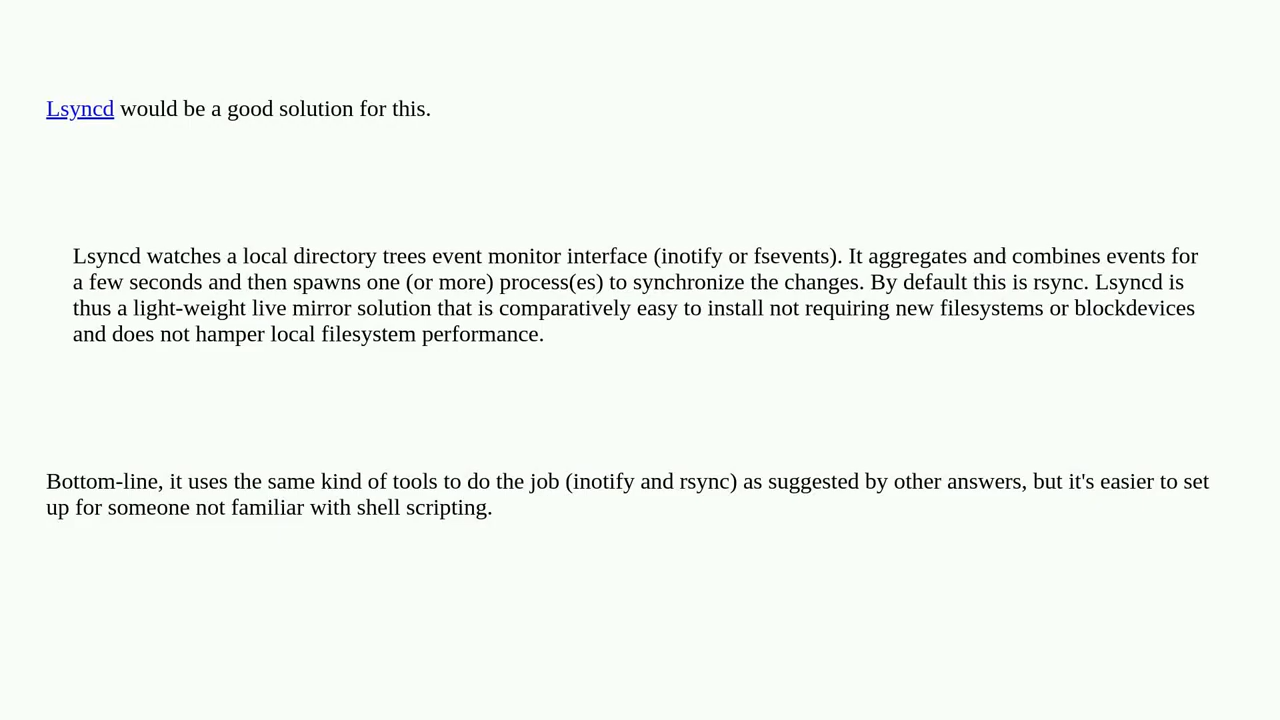 Lsyncd would be a good solution for this.
Lsyncd watches a local directory trees event monitor interface (inotify or fsevents). It aggregates and combines events for
a few seconds and then spawns one (or more) process(es) to synchronize the changes. By default this is rsync. Lsyncd is
thus a light-weight live mirror solution that is comparatively easy to install not requiring new filesystems or blockdevices
and does not hamper local filesystem performance.
Bottom-line, it uses the same kind of tools to do the job (inotify and rsync) as suggested by other answers, but it's easier to set
up for someone not familiar with shell scripting.